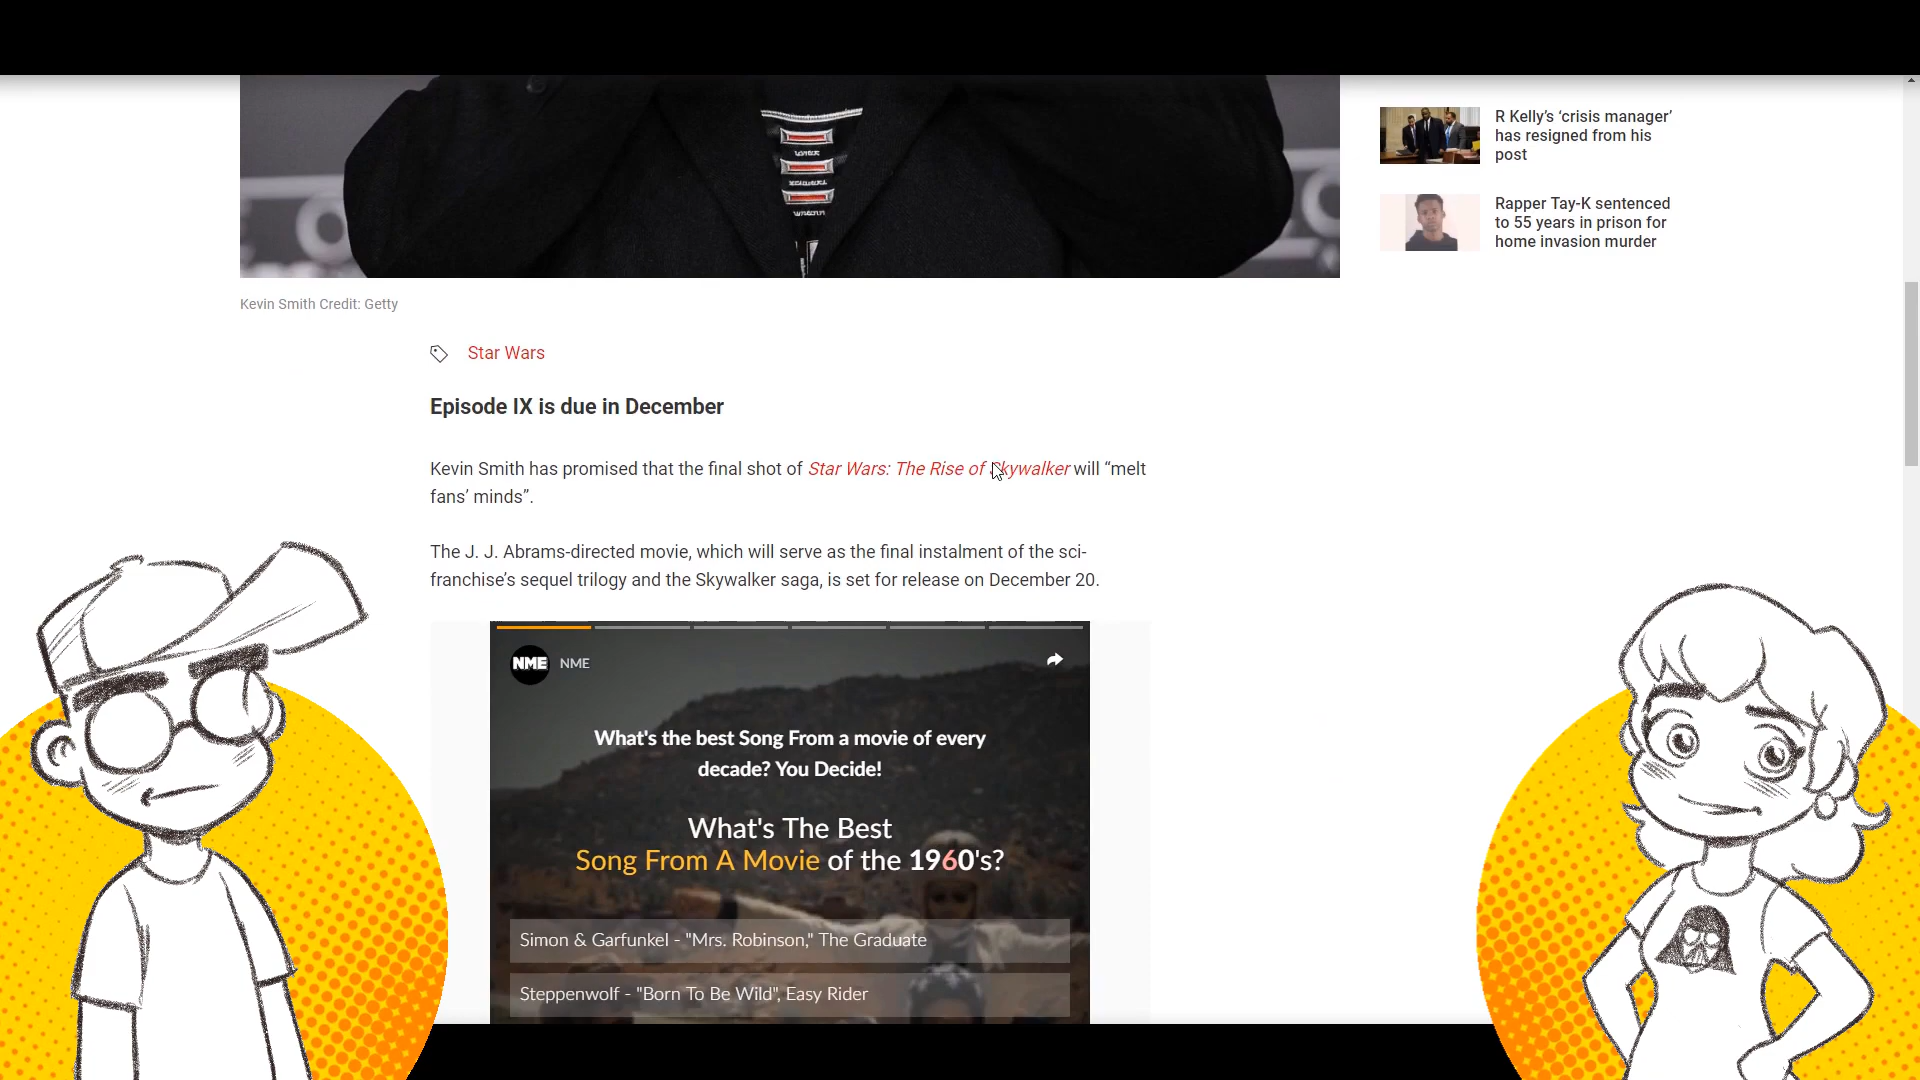 R Kelly's ‘crisis manager’
has resigned from his
post
Rapper Tay-K sentenced
to 55 years in prison for
home invasion murder
Kevin Smith Credit: Getty
Star Wars
Episode IX is due in December
Kevin Smith has promised that the final shot of Star Wars: The Rise of Skywalker will “melt
fans’ minds”.
The J. J. Abrams-directed movie, which will serve as the final instalment of the sci-
franchise’s sequel trilogy and the Skywalker saga, is set for release on December 20.
NME NME
What's the best Song From a movie of every
decade? You Decide!
What's The Best
Song From A Movie of the 1960's?
Simon & Garfunkel - "Mrs. Robinson," The Graduate
Steppenwolf - "Born To Be Wild", Easy Rider